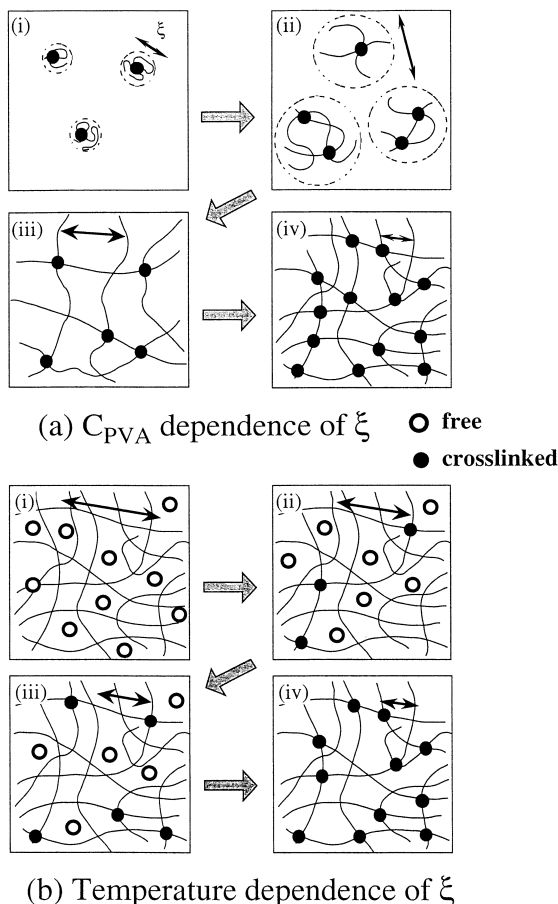 (i)
ξ
(ii)
(iii)
(iv)
(a) C_PVA dependence of ξ
free
crosslinked
(i)
(ii)
(iii)
(iv)
(b) Temperature dependence of ξ